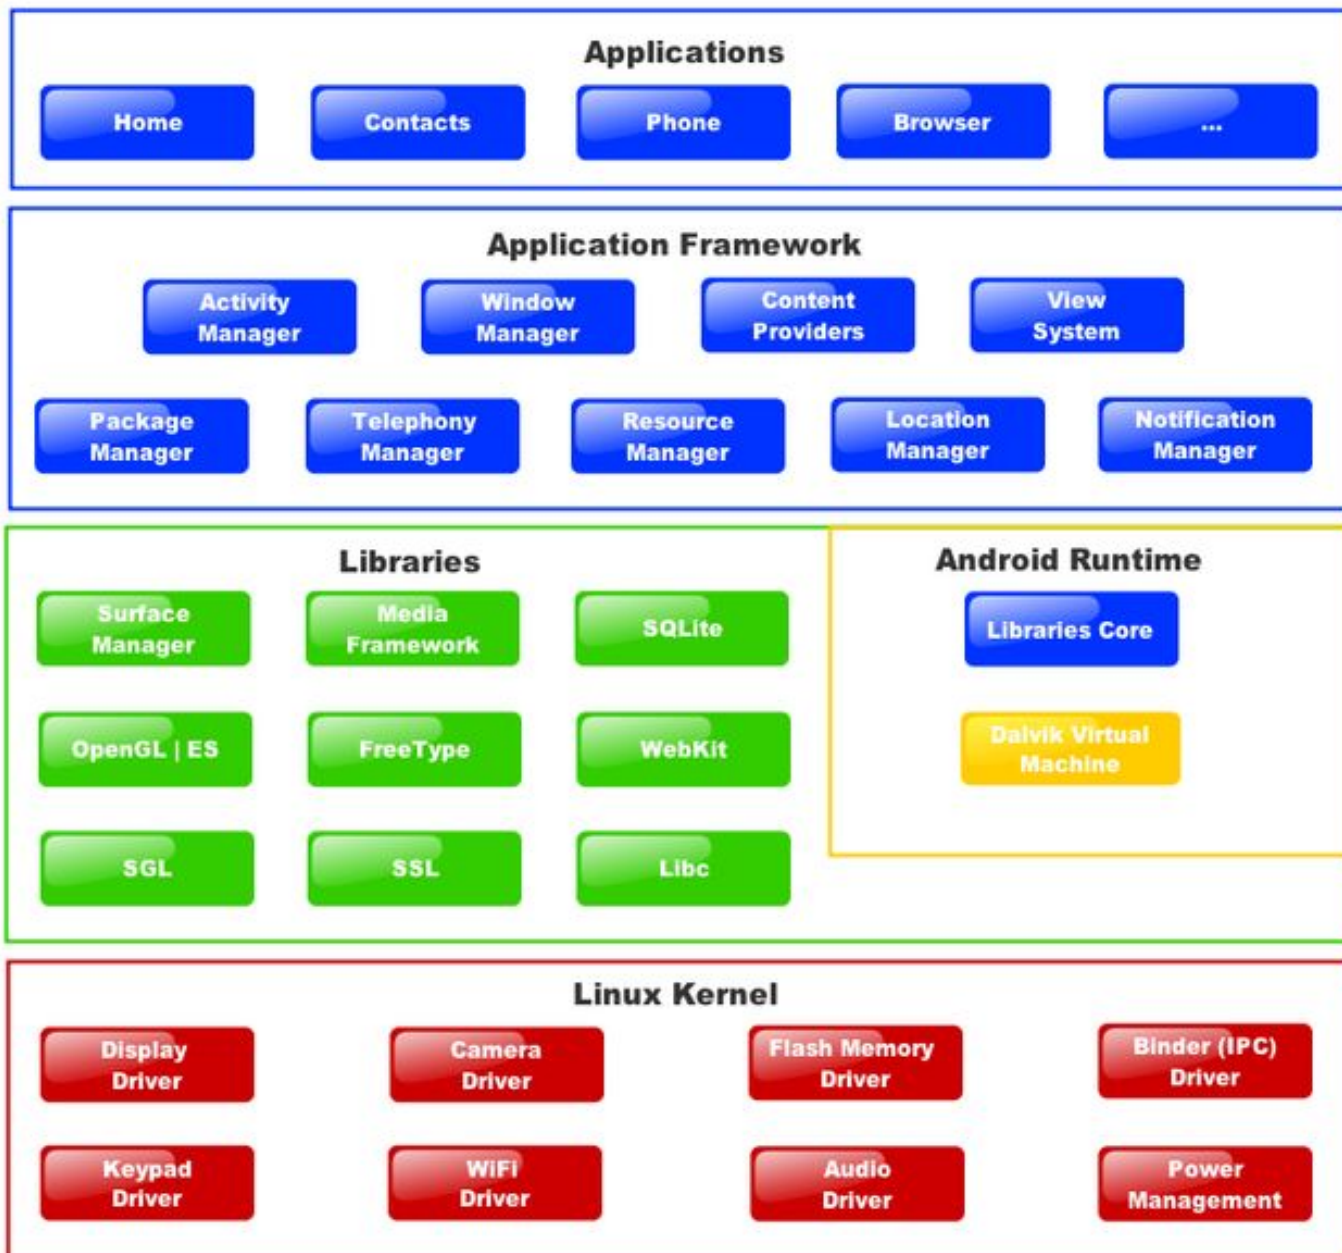 Applications
Home
Contacts
Phone
Browser
...
Application Framework
Activity
Manager
Window
Manager
Content
Providers
View
System
Package
Manager
Telephony
Manager
Resource
Manager
Location
Manager
Notification
Manager
Libraries
Surface
Manager
Media
Framework
SQLite
OpenGL | ES
FreeType
WebKit
SGL
SSL
Libc
Android Runtime
Libraries Core
Dalvik Virtual
Machine
Linux Kernel
Display
Driver
Camera
Driver
Flash Memory
Driver
Binder (IPC)
Driver
Keypad
Driver
WiFi
Driver
Audio
Driver
Power
Management